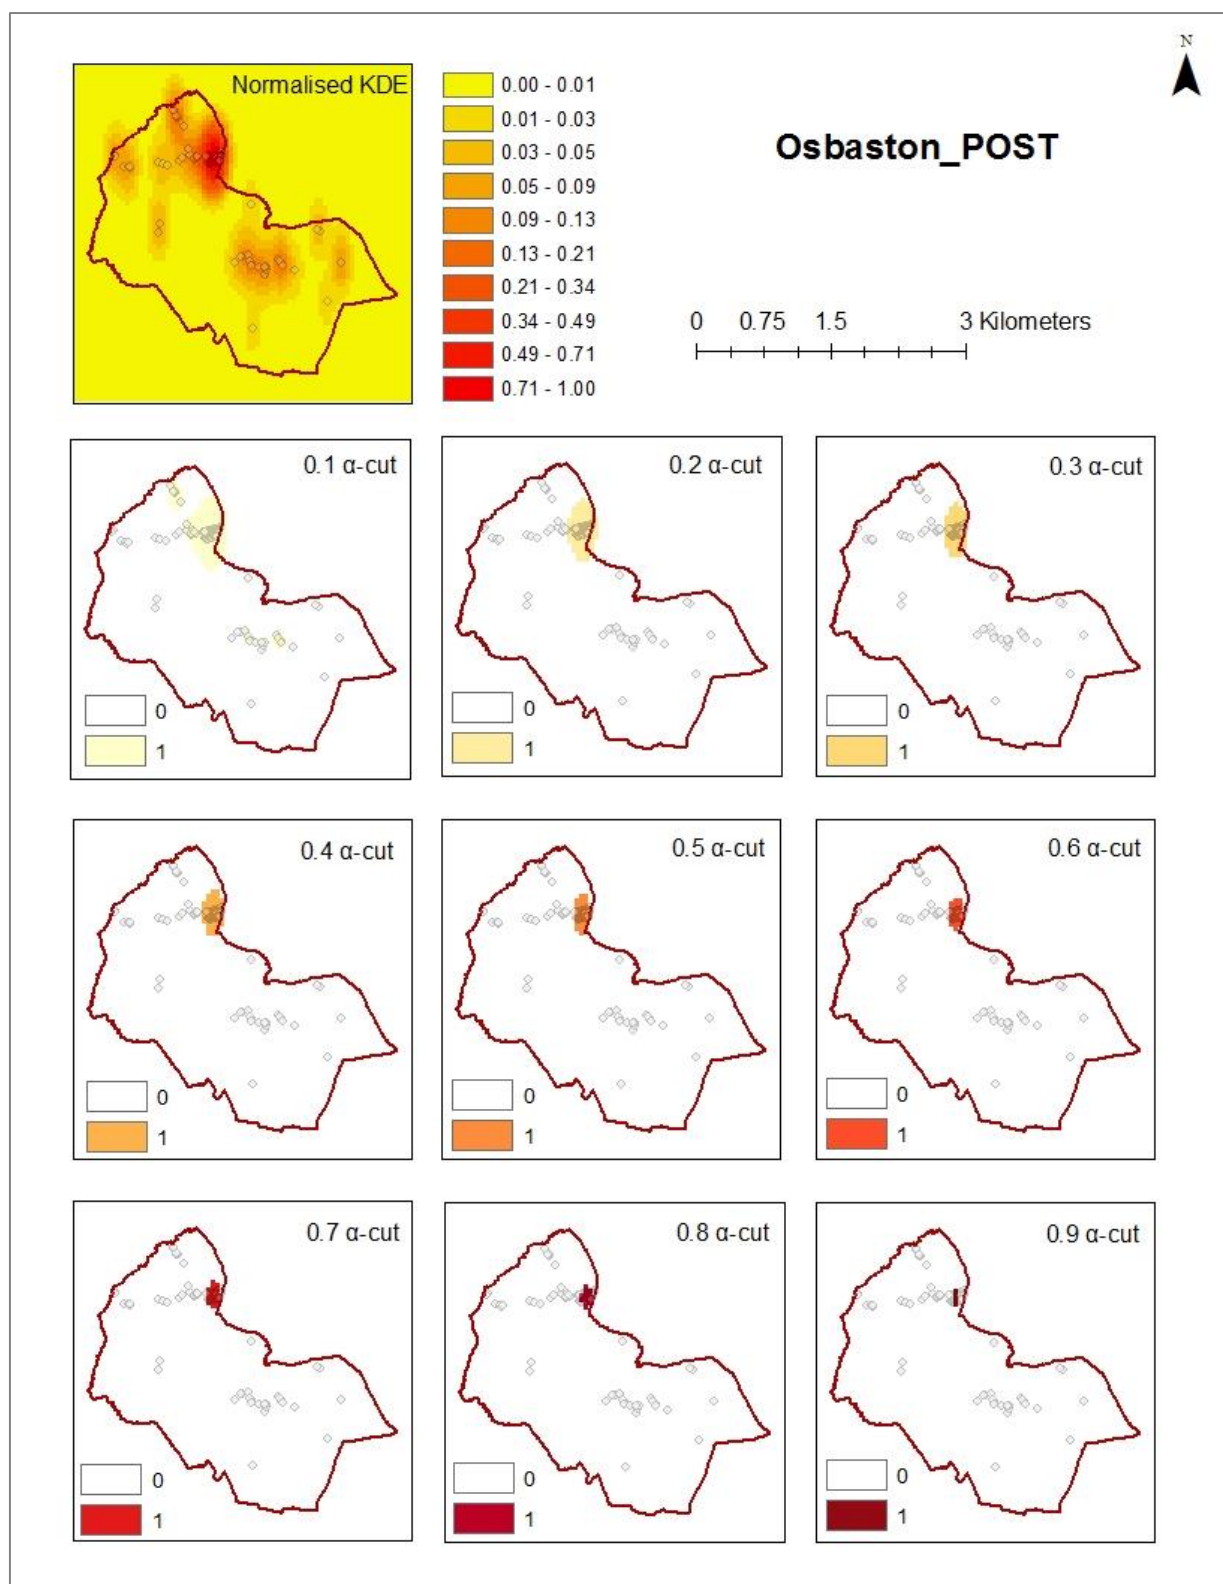 N
Normalised KDE
0.00 - 0.01
0.01 - 0.03
0.03 - 0.05
0.05 - 0.09
0.09 - 0.13
0.13 - 0.21
0.21 - 0.34
0.34 - 0.49
0.49 - 0.71
0.71 - 1.00
Osbaston_POST
0 0.75 1.5 3 Kilometers
0.1 α-cut
0
1
0.2 α-cut
0
1
0.3 α-cut
0
1
0.4 α-cut
0
1
0.5 α-cut
0
1
0.6 α-cut
0
1
0.7 α-cut
0
1
0.8 α-cut
0
1
0.9 α-cut
0
1